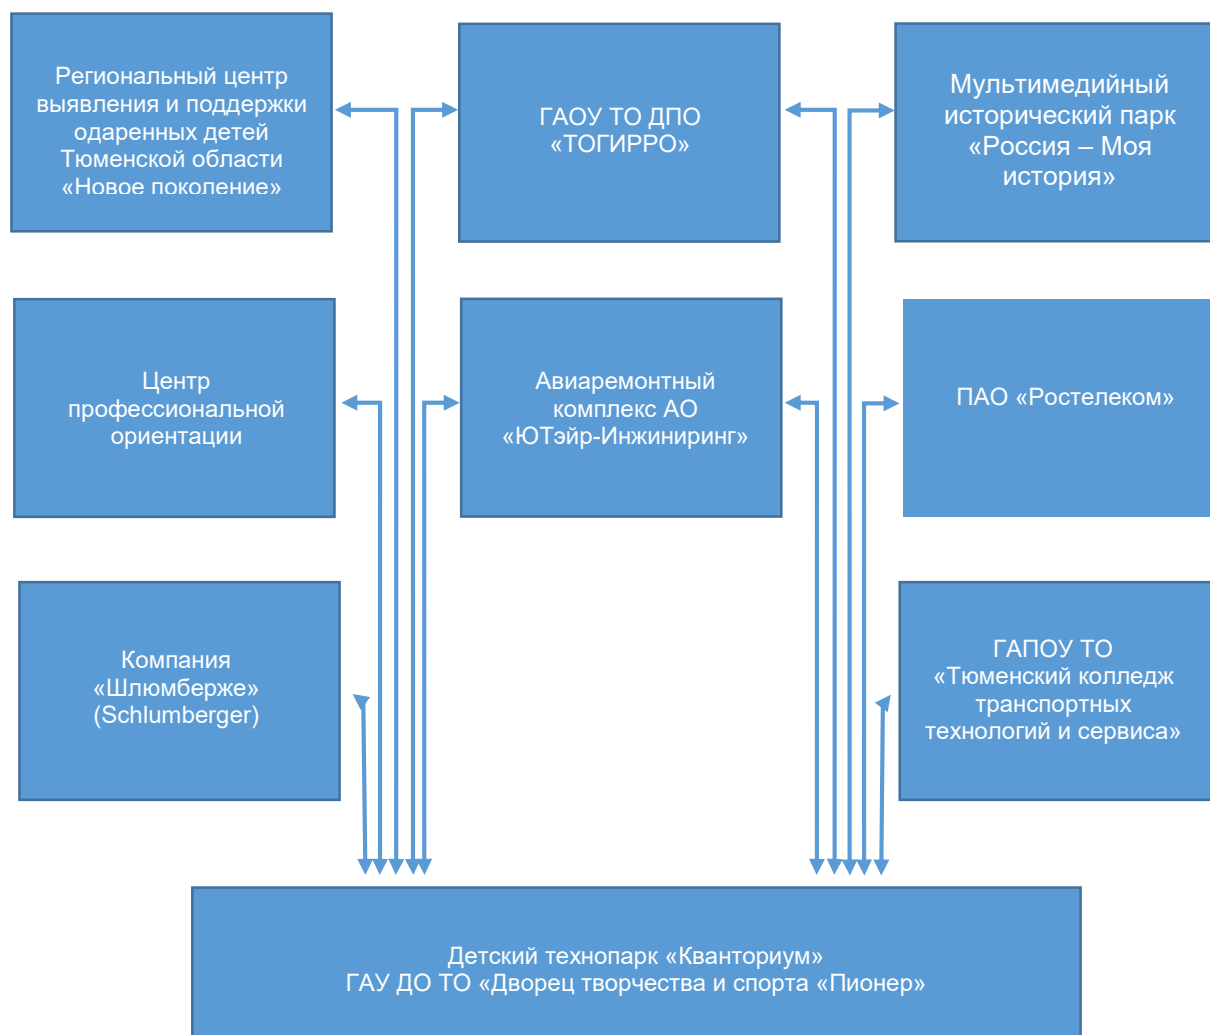 Региональный центр
выявления и поддержки
одаренных детей
Тюменской области
«Новое поколение»
ГАОУ ТО ДПО
«ТОГИРРО»
Мультимедийный
исторический парк
«Россия – Моя
история»
Центр
профессиональной
ориентации
Авиаремонтный
комплекс АО
«ЮТэйр-Инжиниринг»
ПАО «Ростелеком»
Компания
«Шлюмберже»
(Schlumberger)
ГАПОУ ТО
«Тюменский колледж
транспортных
технологий и сервиса»
Детский технопарк «Кванториум»
ГАУ ДО ТО «Дворец творчества и спорта «Пионер»